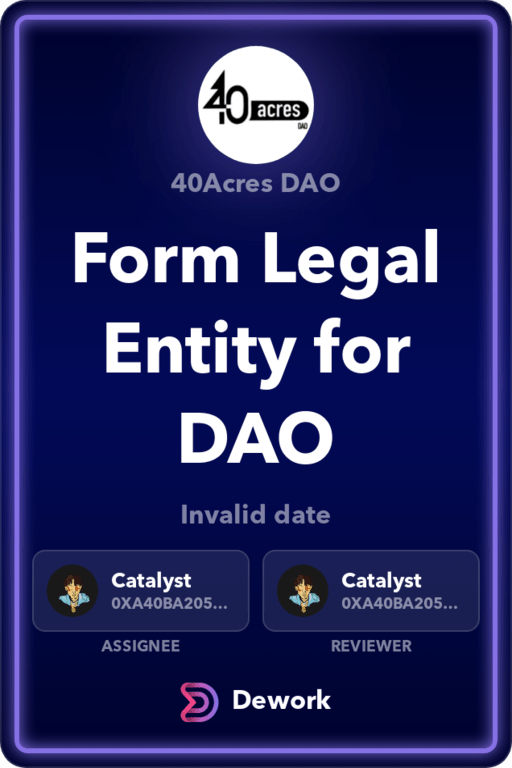 40 acres
DAO
40Acres DAO
Form Legal
Entity for
DAO
Invalid date
Catalyst
0XA40BA205...
ASSIGNEE
Catalyst
0XA40BA205...
REVIEWER
Dework